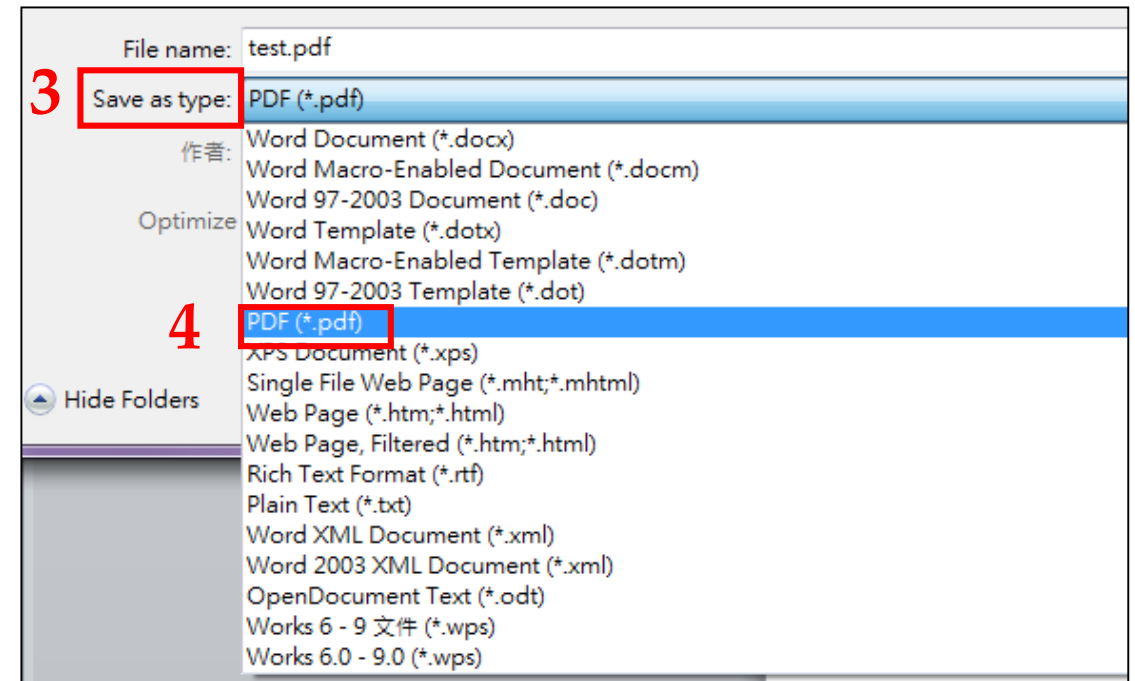 File name: test.pdf
3 Save as type: PDF (*.pdf)
作者:
Optimize
Word Document (*.docx)
Word Macro-Enabled Document (*.docm)
Word 97-2003 Document (*.doc)
Word Template (*.dotx)
Word Macro-Enabled Template (*.dotm)
Word 97-2003 Template (*.dot)
4 PDF (*.pdf)
XPS Document (*.xps)
Single File Web Page (*.mht;*.mhtml)
Hide Folders
Web Page (*.htm;*.html)
Web Page, Filtered (*.htm;*.html)
Rich Text Format (*.rtf)
Plain Text (*.txt)
Word XML Document (*.xml)
Word 2003 XML Document (*.xml)
OpenDocument Text (*.odt)
Works 6 - 9 文件 (*.wps)
Works 6.0 - 9.0 (*.wps)